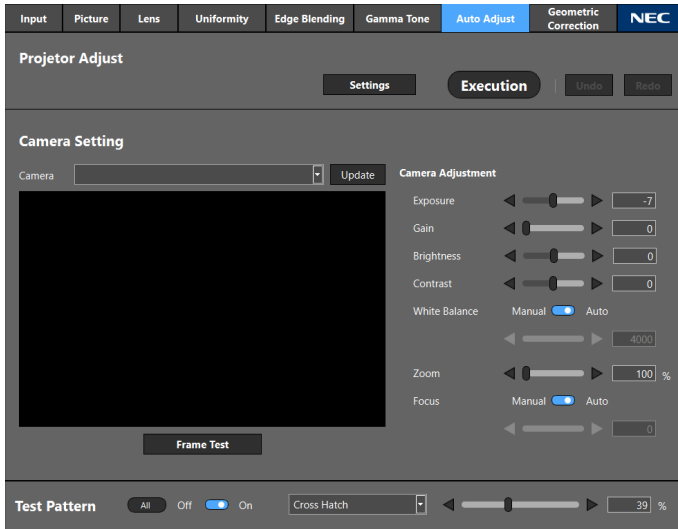 Input Picture Lens Uniformity Edge Blending Gamma Tone Auto Adjust Geometric Correction NEC
Projetor Adjust
Settings Execution Undo Redo
Camera Setting
Camera Update
Camera Adjustment
Exposure -7
Gain 0
Brightness 0
Contrast 0
White Balance Manual Auto
4000
Zoom 100 %
Focus Manual Auto
0
Frame Test
Test Pattern All Off On Cross Hatch 39 %